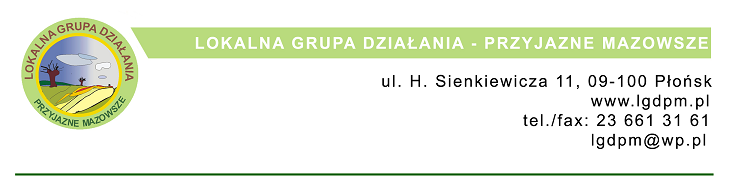 LOKALNA GRUPA DZIAŁANIA
PRZYJAZNE MAZOWSZE
LOKALNA GRUPA DZIAŁANIA - PRZYJAZNE MAZOWSZE
ul. H. Sienkiewicza 11, 09-100 Płońsk
www.lgdpm.pl
tel./fax: 23 661 31 61
lgdpm@wp.pl